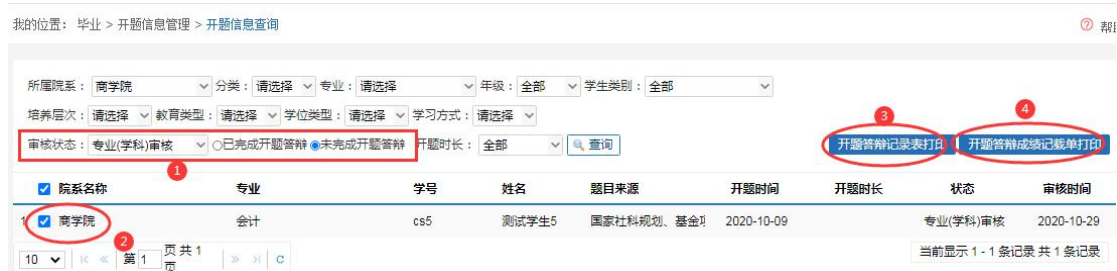 我的位置： 毕业 > 开题信息管理 > 开题信息查询
所属院系： 商学院 分类： 请选择 专业： 请选择 年级： 全部 学生类别： 全部
培养层次： 请选择 教育类型： 请选择 学位类型： 请选择 学习方式： 请选择
审核状态： 专业(学科)审核 已完成开题答辩 未完成开题答辩 开题时长： 全部 查询
3 4
开题答辩记录表打印 开题答辩成绩记载单打印
1
院系名称 专业 学号 姓名 题目来源 开题时间 开题时长 状态 审核时间
1 商学院 会计 cs5 测试学生5 国家社科规划、基金项 2020-10-09 专业(学科)审核 2020-10-29
2
10 第 1 页 共 1 页 当前显示 1 - 1 条记录 共 1 条记录